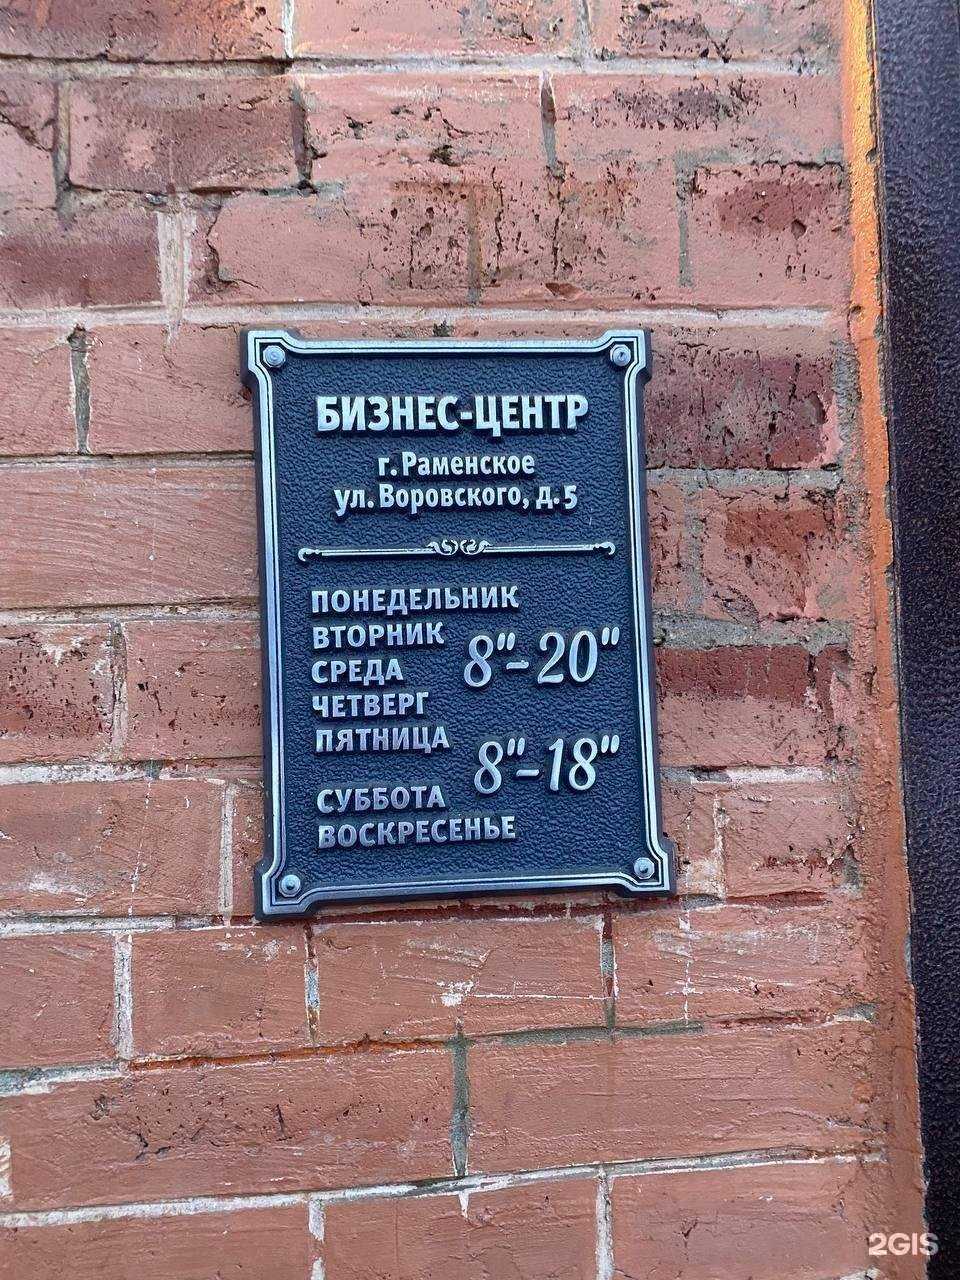 БИЗНЕС-ЦЕНТР
г. Раменское
ул. Воровского, д.5
ПОНЕДЕЛЬНИК
ВТОРНИК
СРЕДА
8"-20"
ЧЕТВЕРГ
ПЯТНИЦА
8"-18"
СУББОТА
ВОСКРЕСЕНЬЕ
2GIS